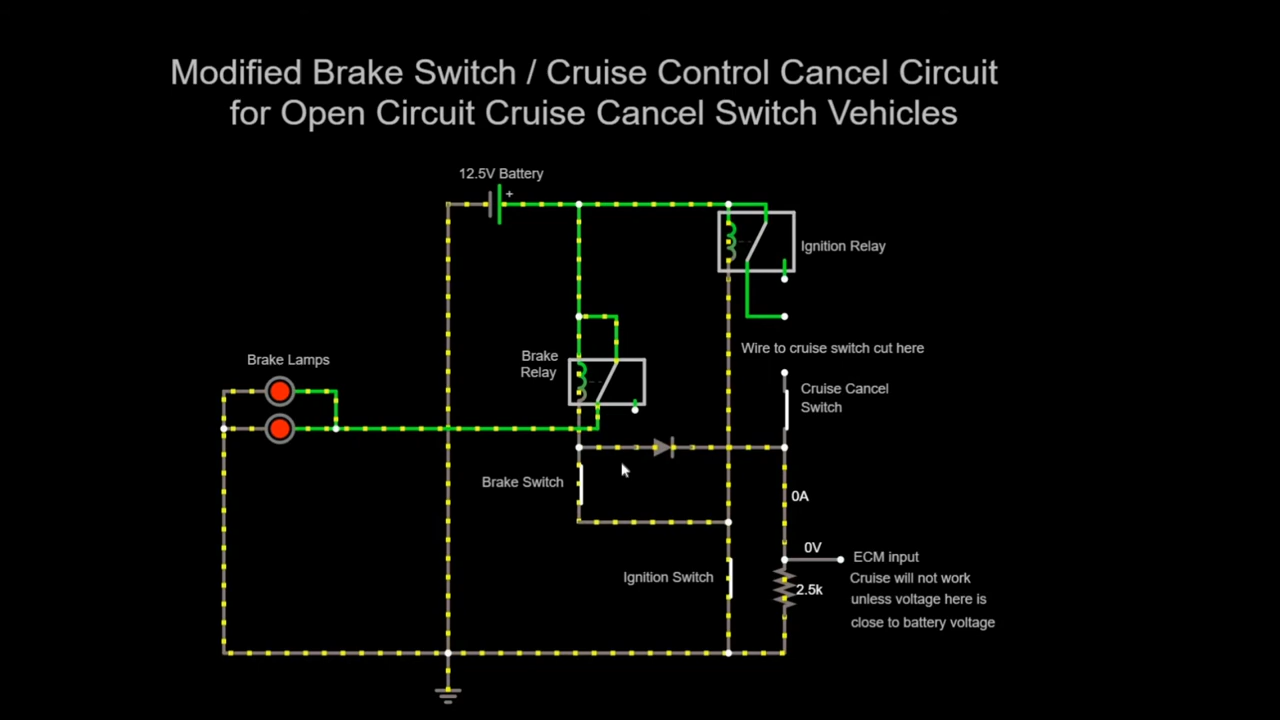 Modified Brake Switch / Cruise Control Cancel Circuit
for Open Circuit Cruise Cancel Switch Vehicles
12.5V Battery
+
Ignition Relay
Wire to cruise switch cut here
Brake
Relay
Brake Lamps
Cruise Cancel
Switch
Brake Switch
0A
0V
ECM input
Ignition Switch
Cruise will not work
2.5k
unless voltage here is
close to battery voltage